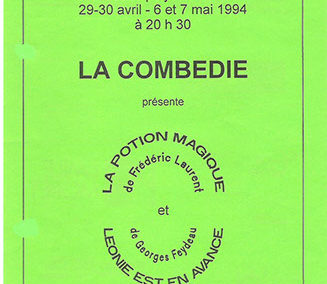 29-30 avril - 6 et 7 mai 1994
à 20 h 30
LA COMBEDIE
présente
LA POTION MAGIQUE
de Frédéric Laurent
et
de Georges Feydeau
LEONIE EST EN AVANCE